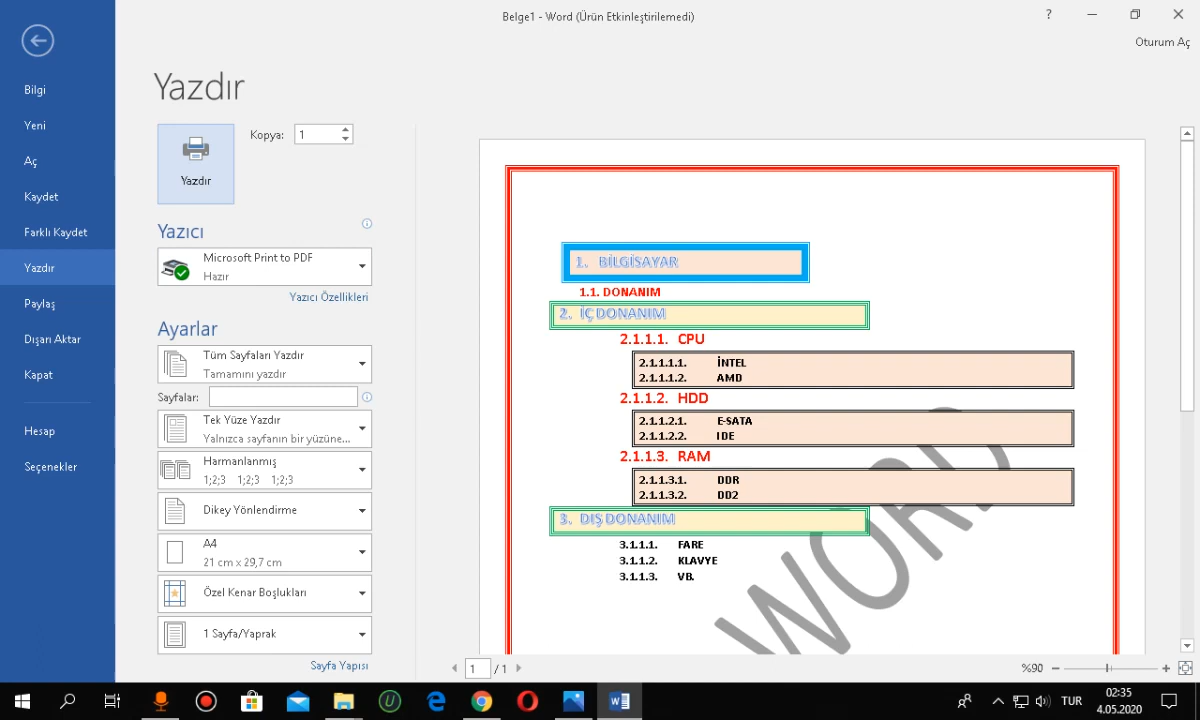 Belge1 - Word (Ürün Etkinleştirilemedi)
?
Oturum Aç
Bilgi
Yeni
Aç
Kaydet
Farklı Kaydet
Yazdır
Paylaş
Dışarı Aktar
Kapat
Hesap
Seçenekler
Yazdır
Yazdır
Kopya: 1
Yazıcı
Microsoft Print to PDF
Hazır
Yazıcı Özellikleri
Ayarlar
Tüm Sayfaları Yazdır
Tamamını yazdır
Sayfalar:
Tek Yüze Yazdır
Yalnızca sayfanın bir yüzüne...
Harmanlanmış
1;2;3 1;2;3 1;2;3
Dikey Yönlendirme
A4
21 cm x 29,7 cm
Özel Kenar Boşlukları
1 Sayfa/Yaprak
Sayfa Yapısı
1. BİLGİSAYAR
1.1. DONANIM
2. İÇ DONANIM
2.1.1.1. CPU
2.1.1.1.1. İNTEL
2.1.1.1.2. AMD
2.1.1.2. HDD
2.1.1.2.1. E-SATA
2.1.1.2.2. IDE
2.1.1.3. RAM
2.1.1.3.1. DDR
2.1.1.3.2. DD2
3. DIŞ DONANIM
3.1.1.1. FARE
3.1.1.2. KLAVYE
3.1.1.3. VB.
WORD
1 / 1
%90
TUR
02:35
4.05.2020